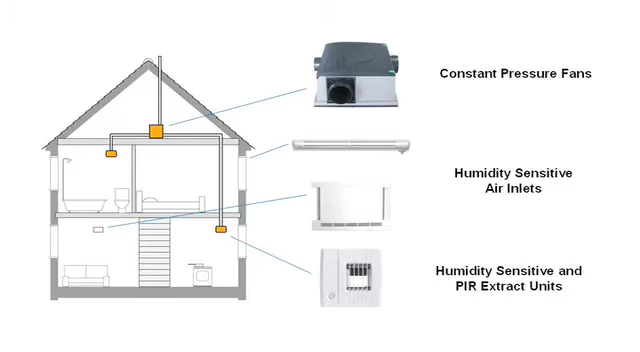 Constant Pressure Fans
Humidity Sensitive
Air Inlets
Humidity Sensitive and
PIR Extract Units